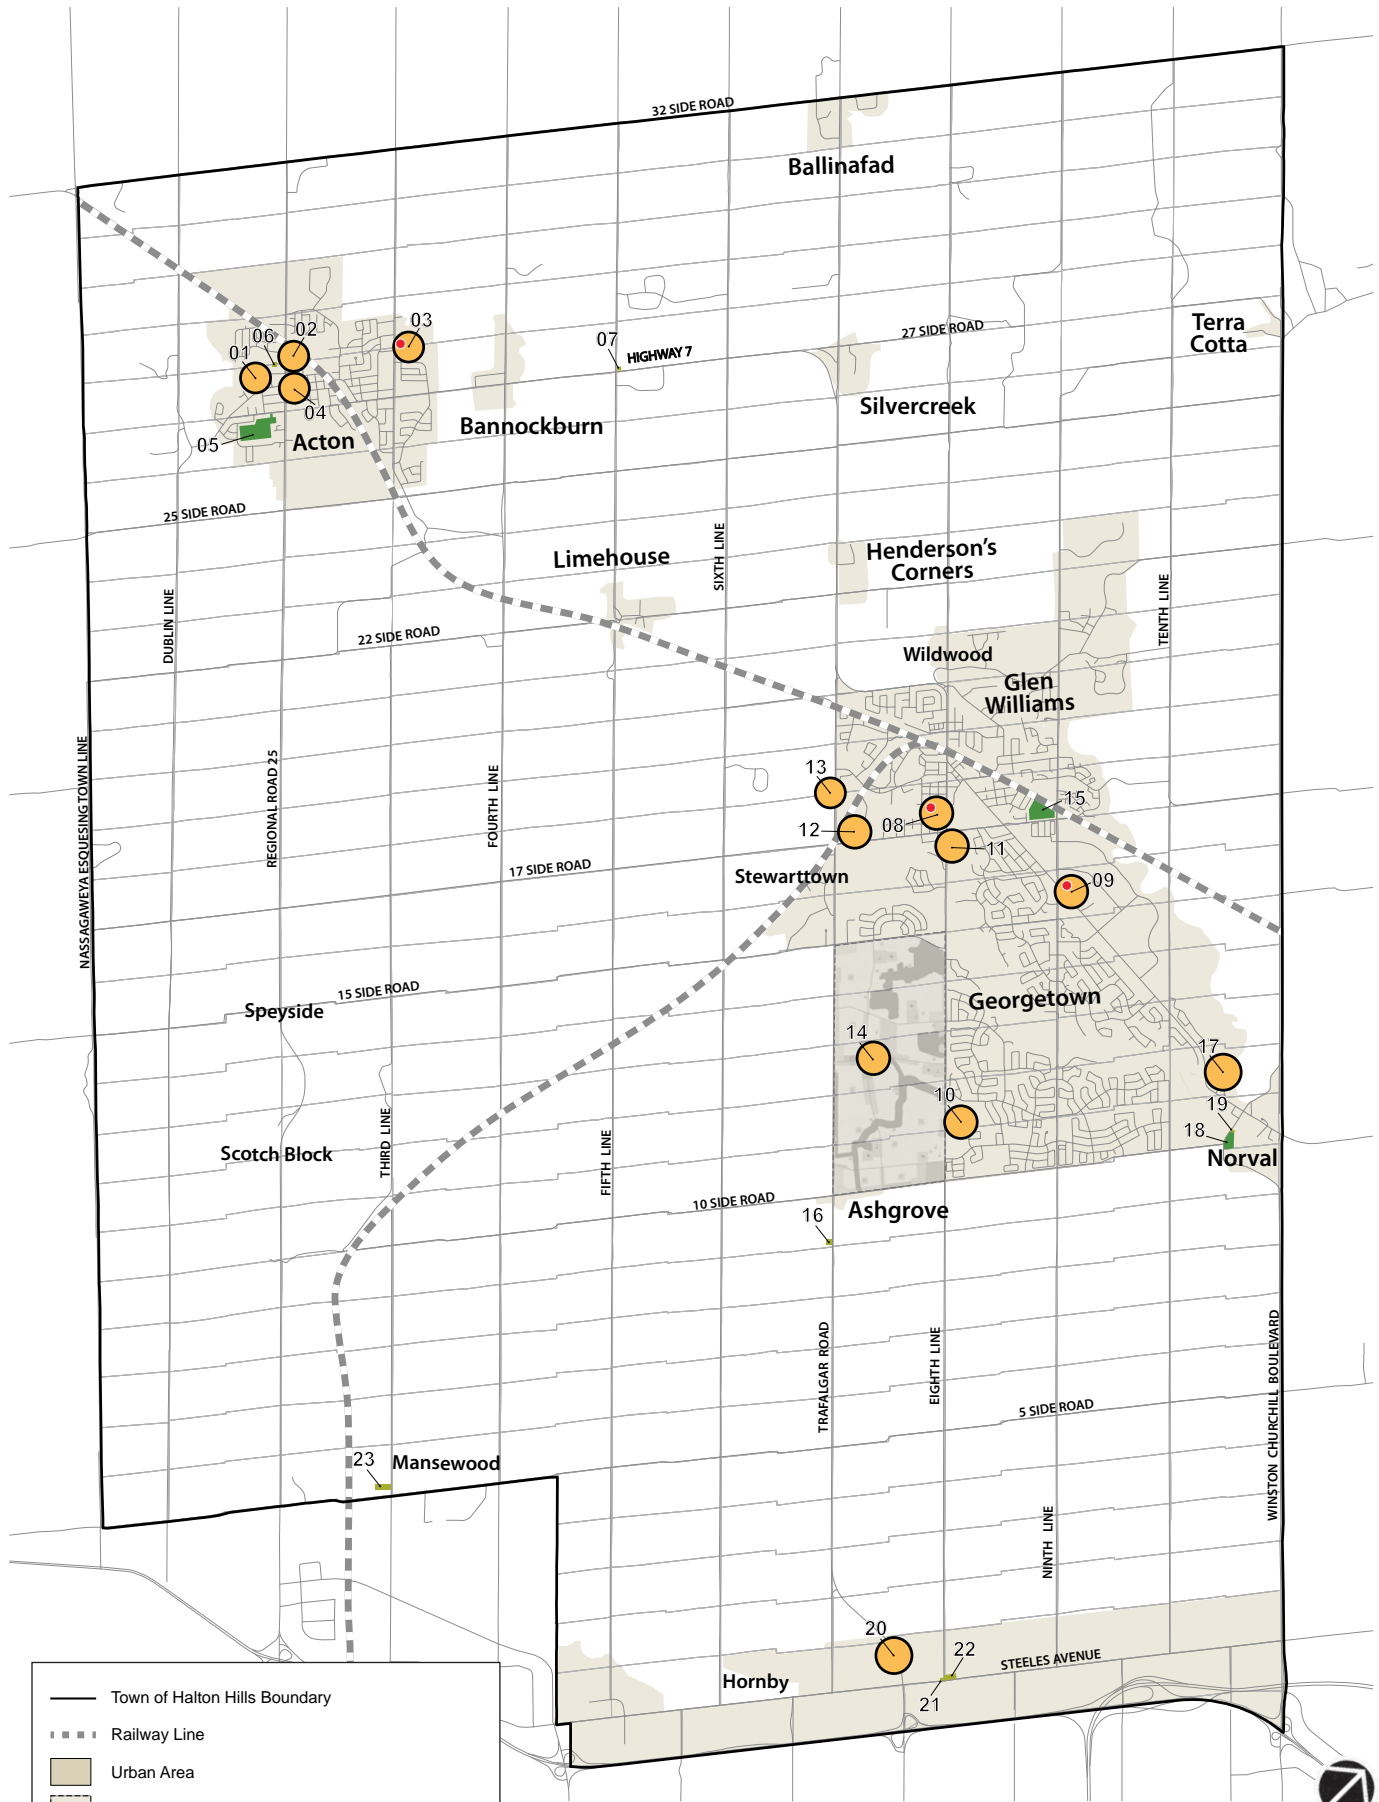 32 SIDE ROAD
Ballinafad
Terra
Cotta
27 SIDE ROAD
03
02
06
01
07
HIGHWAY 7
04
Silvercreek
Bannockburn
05
Acton
25 SIDE ROAD
SIXTH LINE
Limehouse
Henderson's
Corners
DUBLIN LINE
TENTH LINE
22 SIDE ROAD
Wildwood
Glen
Williams
NASSAGAWEYA ESQUESING TOWN LINE
REGIONAL ROAD 25
FOURTH LINE
13
15
12
08
11
17 SIDE ROAD
Stewarttown
09
15 SIDE ROAD
Speyside
Georgetown
14
17
10
19
18
THIRD LINE
FIFTH LINE
Scotch Block
Norval
10 SIDE ROAD
Ashgrove
16
TRAFALGAR ROAD
EIGHTH LINE
WINSTON CHURCHILL BOULEVARD
5 SIDE ROAD
23
Mansewood
NINTH LINE
20
22
STEELES AVENUE
Hornby
21
Town of Halton Hills Boundary
Railway Line
Urban Area